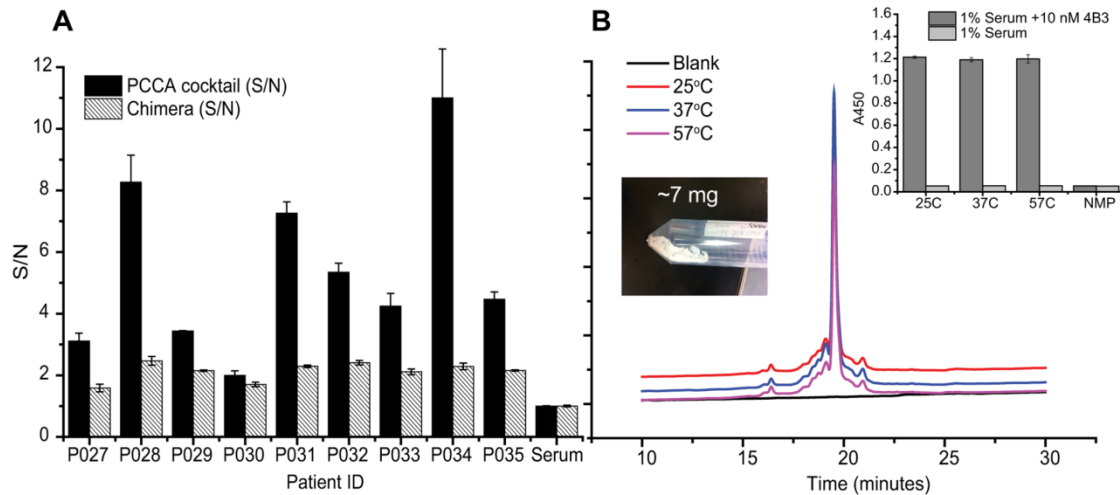 A
12
10
8
6
4
2
0
S/N
PCCA cocktail (S/N)
Chimera (S/N)
P027 P028 P029 P030 P031 P032 P033 P034 P035 Serum
Patient ID
B
Blank
25°C
37°C
57°C
~7 mg
10 15 20 25 30
Time (minutes)
1% Serum +10 nM 4B3
1% Serum
1.6
1.4
1.2
1.0
0.8
0.6
0.4
0.2
0.0
A450
25C 37C 57C NMP